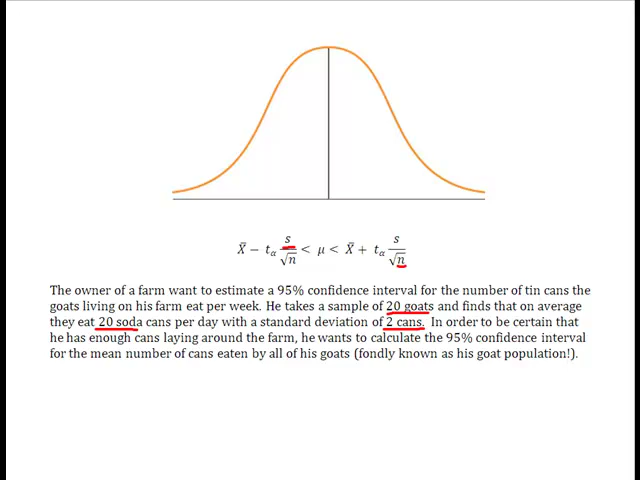 X̄ − tα s/√n < μ < X̄ + tα s/√n
The owner of a farm want to estimate a 95% confidence interval for the number of tin cans the
goats living on his farm eat per week. He takes a sample of 20 goats and finds that on average
they eat 20 soda cans per day with a standard deviation of 2 cans. In order to be certain that
he has enough cans laying around the farm, he wants to calculate the 95% confidence interval
for the mean number of cans eaten by all of his goats (fondly known as his goat population!).